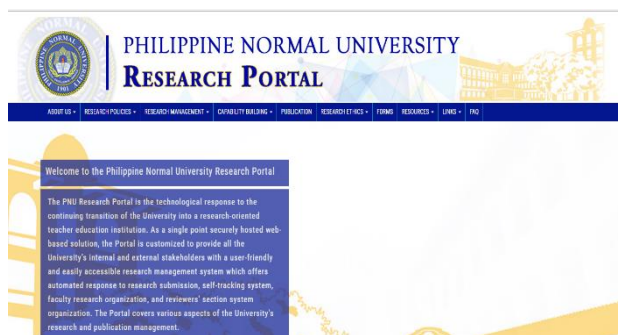 PHILIPPINE NORMAL UNIVERSITY
RESEARCH PORTAL
PHILIPPINE NORMAL UNIVERSITY
1901
ABOUT US RESEARCH POLICIES RESEARCH MANAGEMENT CAPABILITY BUILDING PUBLICATION RESEARCH ETHICS FORMS RESOURCES LINKS FAQ
Welcome to the Philippine Normal University Research Portal
The PNU Research Portal is the technological response to the
continuing transition of the University into a research-oriented
teacher education institution. As a single point securely hosted web-
based solution, the Portal is customized to provide all the
University's internal and external stakeholders with a user-friendly
and easily accessible research management system which offers
automated response to research submission, self-tracking system,
faculty research organization, and reviewers' section system
organization. The Portal covers various aspects of the University's
research and publication management.